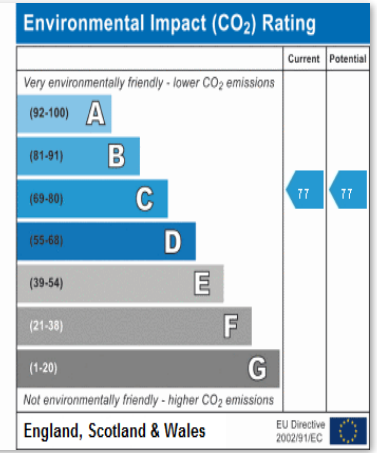 Environmental Impact (CO₂) Rating
Current Potential
Very environmentally friendly - lower CO₂ emissions
(92-100) A
(81-91) B
(69-80) C 77 77
(55-68) D
(39-54) E
(21-38) F
(1-20) G
Not environmentally friendly - higher CO₂ emissions
England, Scotland & Wales
EU Directive
2002/91/EC